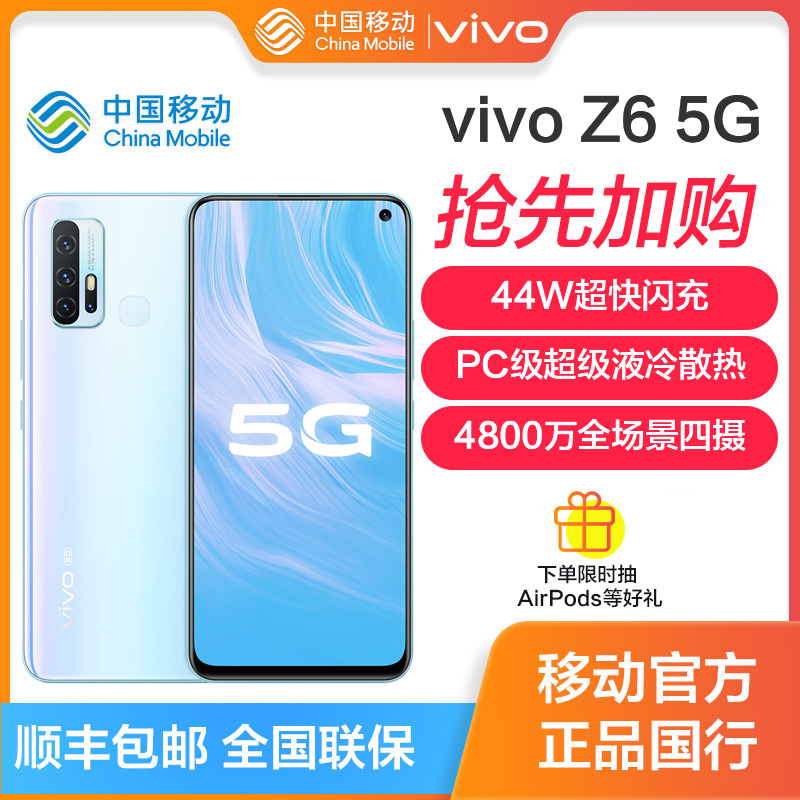 中国移动
China Mobile
vivo
中国移动
China Mobile
vivo Z6 5G
抢先加购
44W超快闪充
PC级超级液冷散热
4800万全场景四摄
5G
vivo
下单限时抽
AirPods等好礼
移动官方
正品国行
顺丰包邮 全国联保